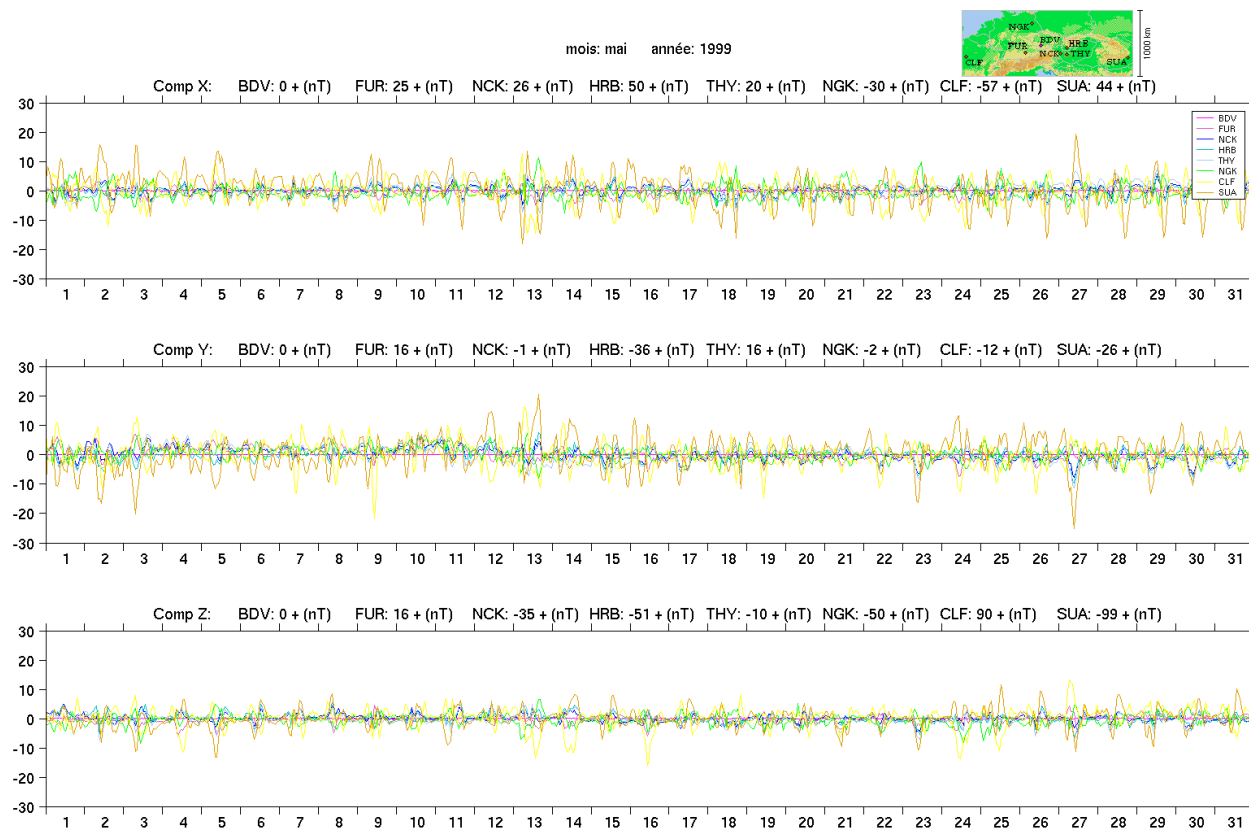 NGK
BDV
HRB
FUR
NCK
THY
CLF
SUA
1000 km
mois: mai année: 1999
Comp X: BDV: 0 + (nT) FUR: 25 + (nT) NCK: 26 + (nT) HRB: 50 + (nT) THY: 20 + (nT) NGK: -30 + (nT) CLF: -57 + (nT) SUA: 44 + (nT)
30
20
10
0
-10
-20
-30
BDV
FUR
NCK
HRB
THY
NGK
CLF
SUA
1 2 3 4 5 6 7 8 9 10 11 12 13 14 15 16 17 18 19 20 21 22 23 24 25 26 27 28 29 30 31
Comp Y: BDV: 0 + (nT) FUR: 16 + (nT) NCK: -1 + (nT) HRB: -36 + (nT) THY: 16 + (nT) NGK: -2 + (nT) CLF: -12 + (nT) SUA: -26 + (nT)
30
20
10
0
-10
-20
-30
1 2 3 4 5 6 7 8 9 10 11 12 13 14 15 16 17 18 19 20 21 22 23 24 25 26 27 28 29 30 31
Comp Z: BDV: 0 + (nT) FUR: 16 + (nT) NCK: -35 + (nT) HRB: -51 + (nT) THY: -10 + (nT) NGK: -50 + (nT) CLF: 90 + (nT) SUA: -99 + (nT)
30
20
10
0
-10
-20
-30
1 2 3 4 5 6 7 8 9 10 11 12 13 14 15 16 17 18 19 20 21 22 23 24 25 26 27 28 29 30 31